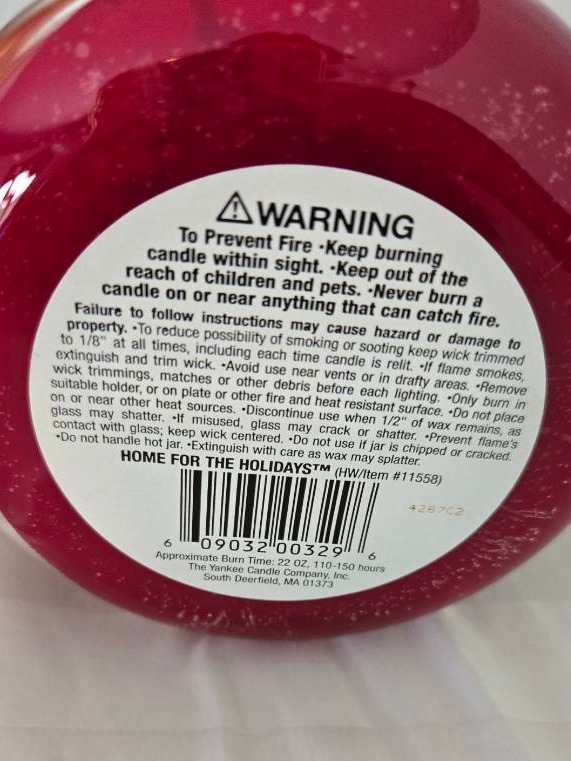 ⚠WARNING
To Prevent Fire •Keep burning
candle within sight. •Keep out of the
reach of children and pets. •Never burn a
candle on or near anything that can catch fire.
Failure to follow instructions may cause hazard or damage to
property. •To reduce possibility of smoking or sooting keep wick trimmed
to 1/8" at all times, including each time candle is relit. •If flame smokes,
extinguish and trim wick. •Avoid use near vents or in drafty areas. •Remove
wick trimmings, matches or other debris before each lighting. •Only burn in
suitable holder, or on plate or other fire and heat resistant surface. •Do not place
on or near other heat sources. •Discontinue use when 1/2" of wax remains, as
glass may shatter. •If misused, glass may crack or shatter. •Prevent flame's
contact with glass; keep wick centered. •Do not use if jar is chipped or cracked.
•Do not handle hot jar. •Extinguish with care as wax may splatter.
HOME FOR THE HOLIDAYS™ (HW/Item #11558)
4287C2
6 09032 00329 6
Approximate Burn Time: 22 OZ, 110-150 hours
The Yankee Candle Company, Inc.
South Deerfield, MA 01373